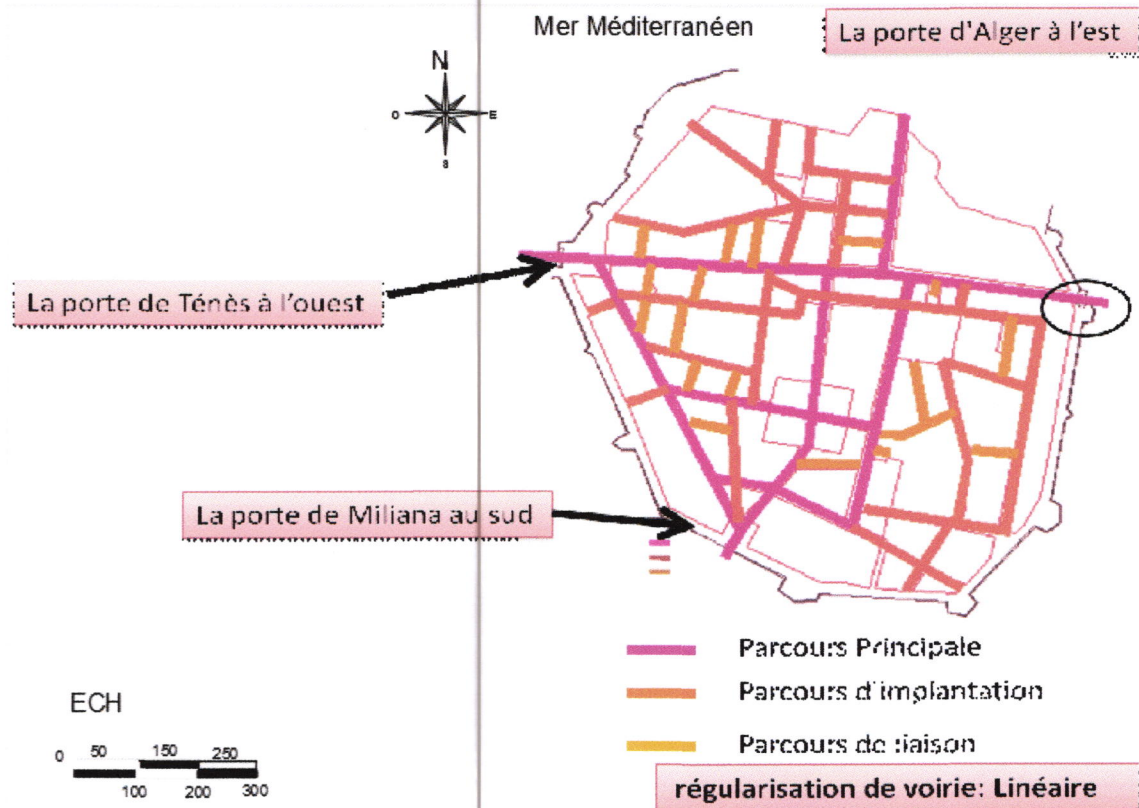 Mer Méditerranéen
La porte d'Alger à l'est
N
O
E
S
La porte de Ténès à l'ouest
La porte de Miliana au sud
Parcours Principale
Parcours d'implantation
Parcours de liaison
régularisation de voirie: Linéaire
ECH
0 50 150 250
100 200 300